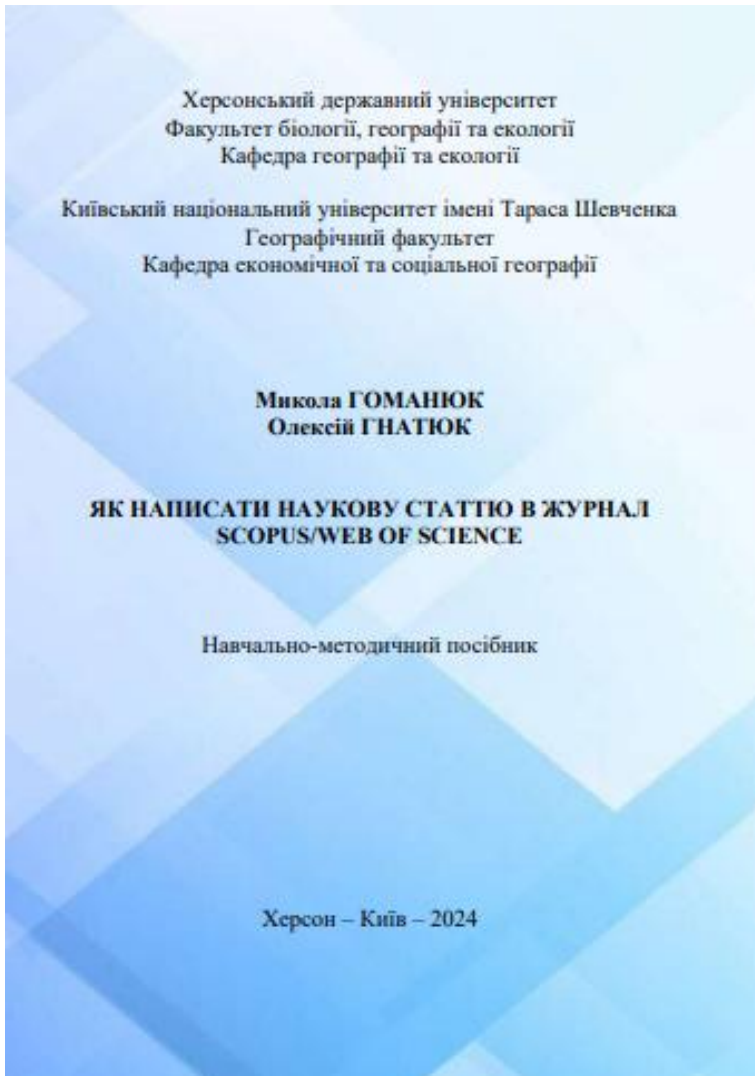 Херсонський державний університет
Факультет біології, географії та екології
Кафедра географії та екології
Київський національний університет імені Тараса Шевченка
Географічний факультет
Кафедра економічної та соціальної географії
Микола ГОМАНЮК
Олексій ГНАТЮК
ЯК НАПИСАТИ НАУКОВУ СТАТТЮ В ЖУРНАЛ
SCOPUS/WEB OF SCIENCE
Навчально-методичний посібник
Херсон – Київ – 2024